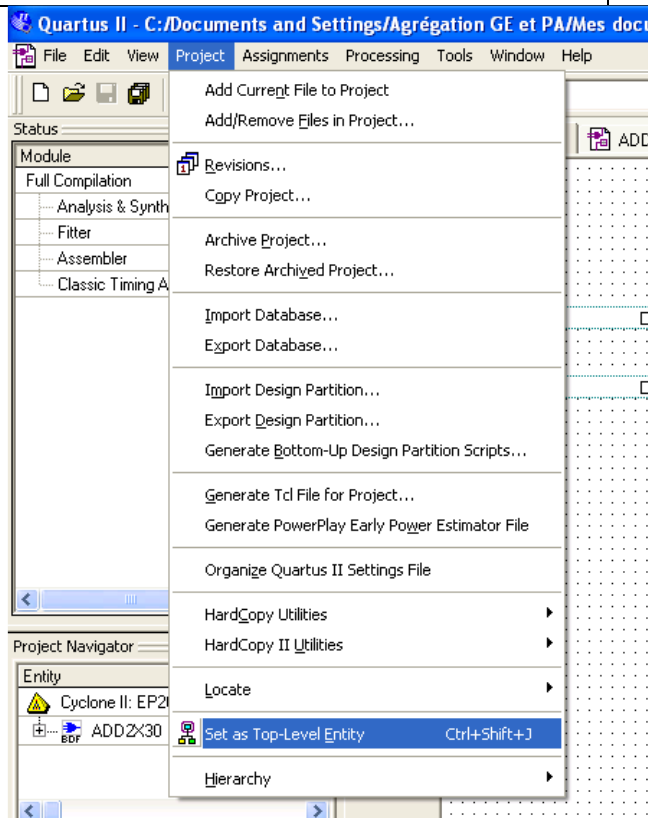 Quartus II - C:/Documents and Settings/Agrégation GE et PA/Mes docu
File Edit View Project Assignments Processing Tools Window Help
Add Current File to Project
Add/Remove Files in Project...
Status
ADD
Module
Revisions...
Full Compilation
Copy Project...
Analysis & Synth
Fitter
Archive Project...
Assembler
Restore Archived Project...
Classic Timing A
Import Database...
Export Database...
Import Design Partition...
Export Design Partition...
Generate Bottom-Up Design Partition Scripts...
Generate Tcl File for Project...
Generate PowerPlay Early Power Estimator File
Organize Quartus II Settings File
HardCopy Utilities
Project Navigator
HardCopy II Utilities
Entity
Locate
Cyclone II: EP2
BDF ADD2X30
Set as Top-Level Entity Ctrl+Shift+J
Hierarchy